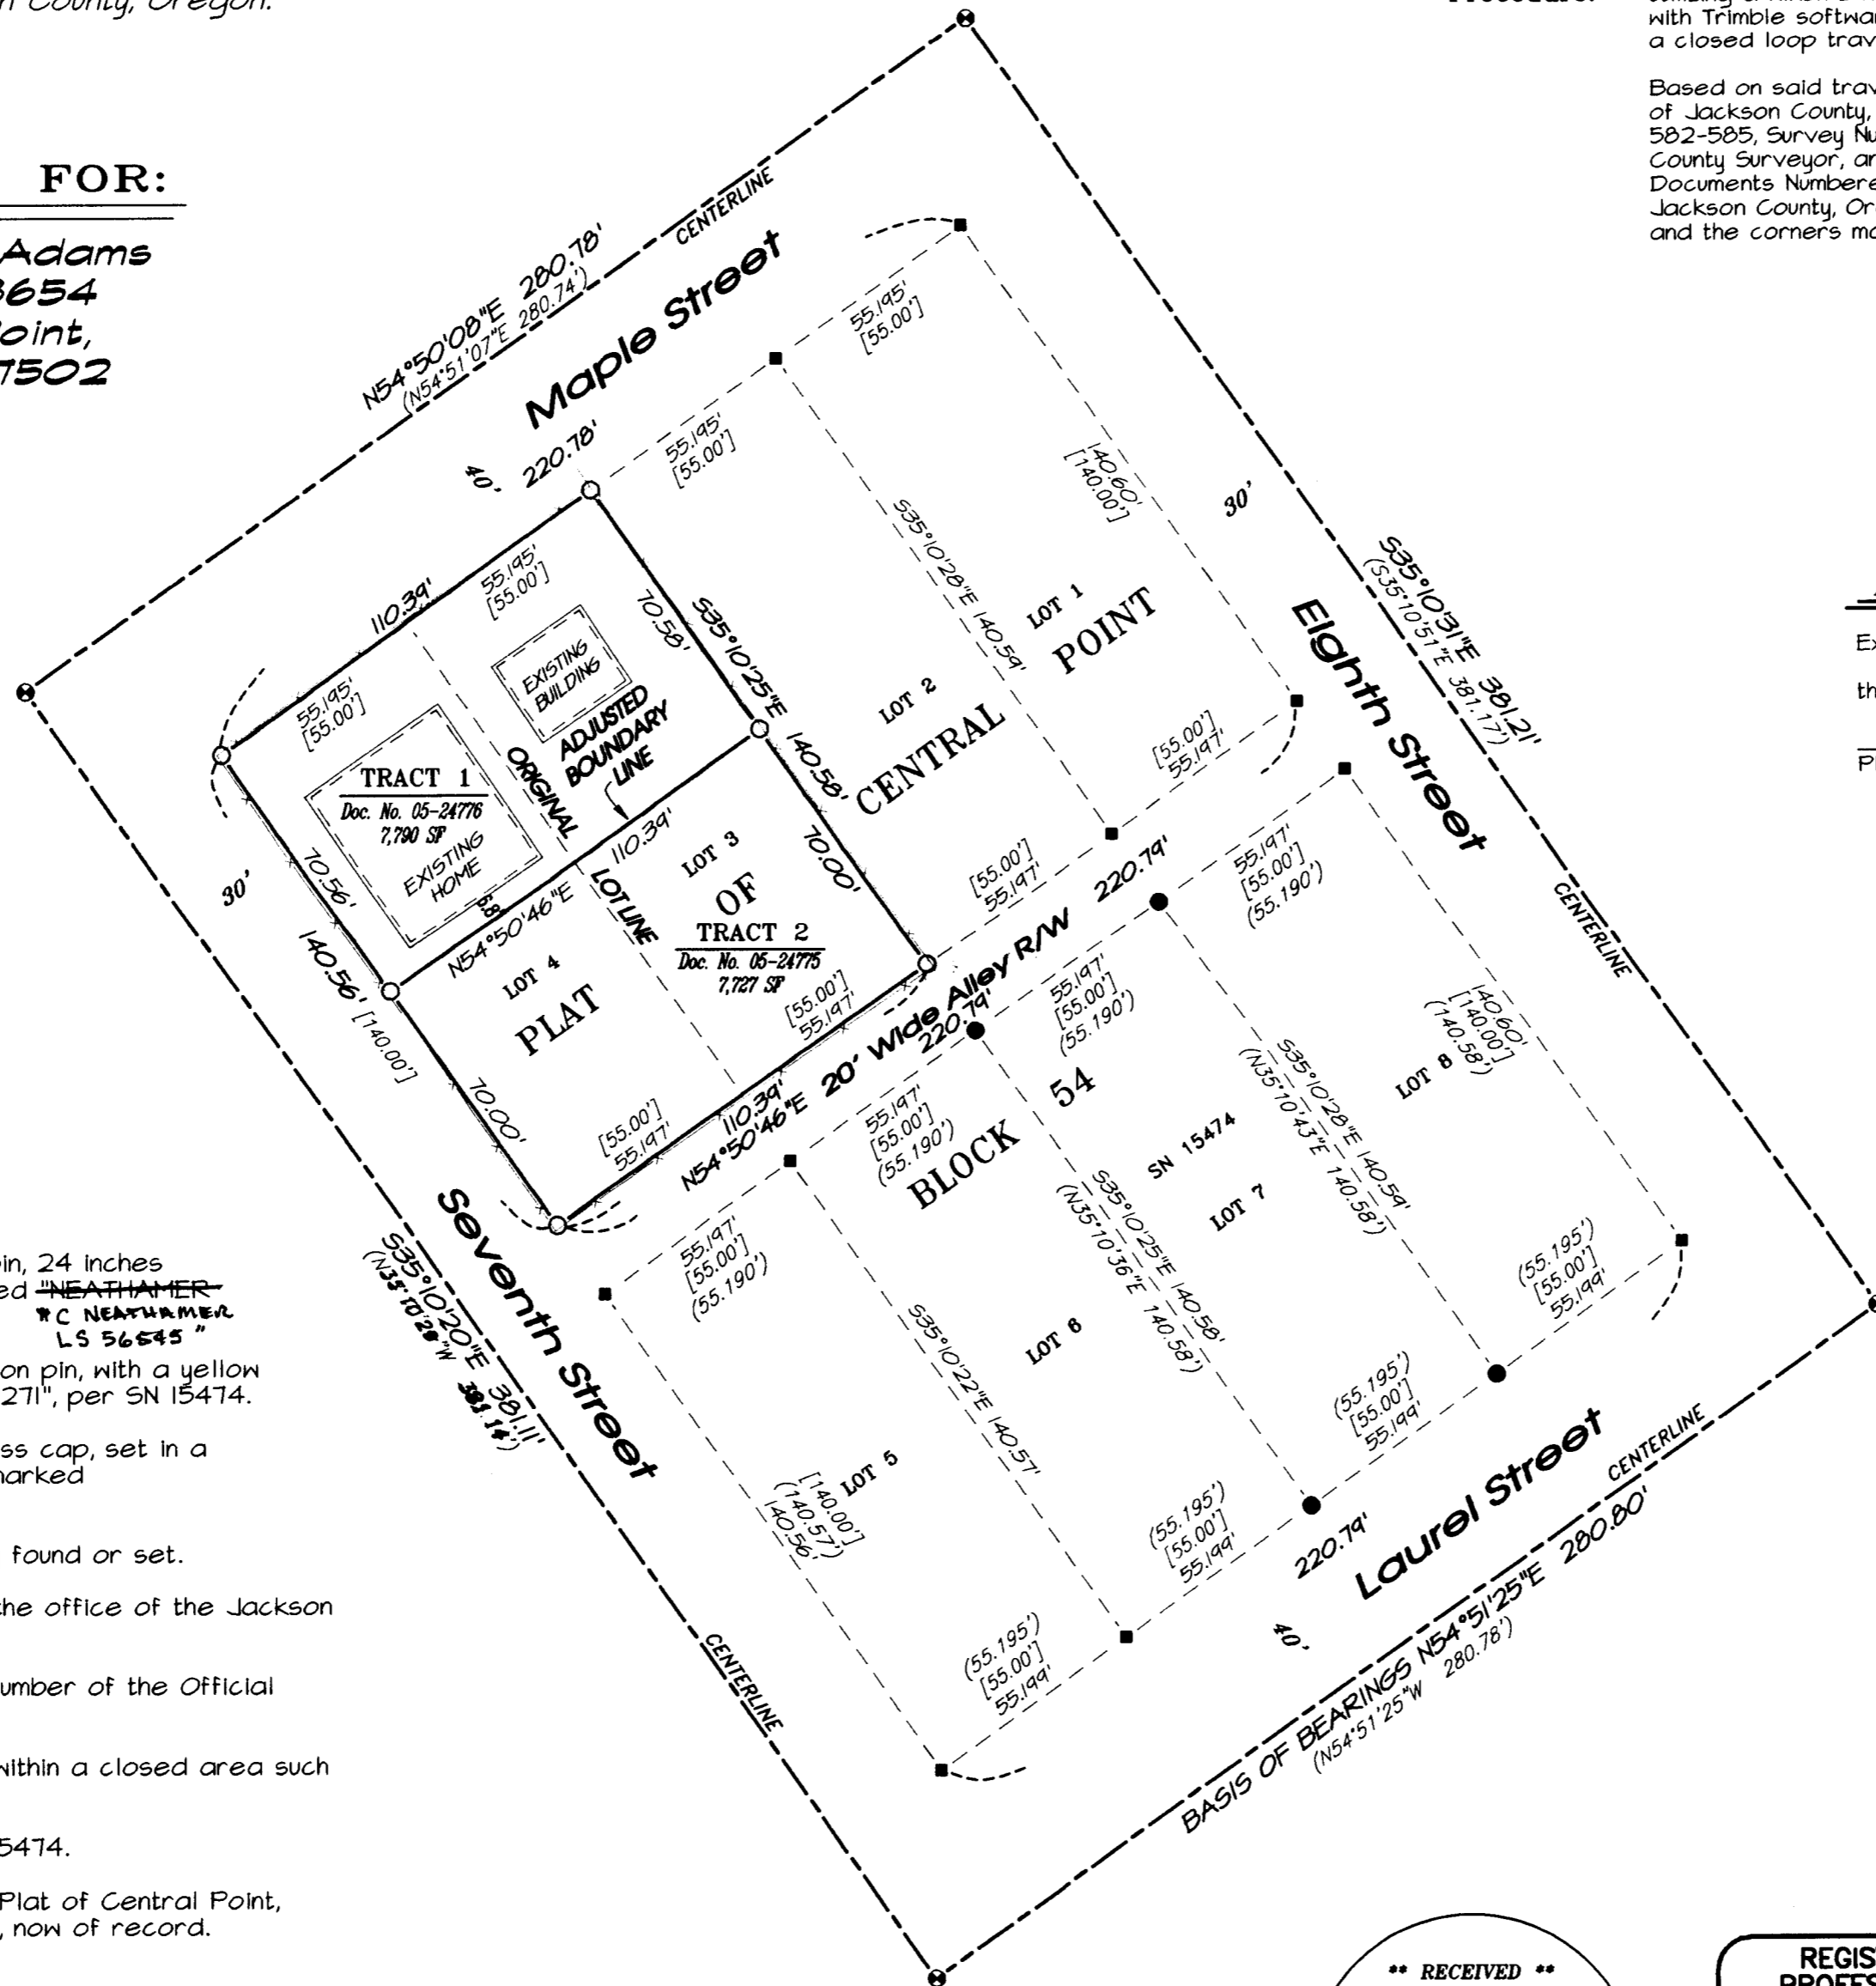 n County, Oregon.
with Trimble softwar
a closed loop trav
Based on said trav
of Jackson County,
582-585, Survey Nu
County Surveyor, an
Documents Numbere
Jackson County, Or
and the corners mo
FOR:
Adams
3654
oint,
7502
N54°50'08"E 280.78'
(N54°51'07"E 280.74')
CENTERLINE
Maple Street
40'
220.78'
55.195'
[55.00']
55.195'
[55.00']
140.60'
[140.00']
30'
S35°10'28"E 140.59'
LOT 1
POINT
LOT 2
CENTRAL
Eighth Street
S35°10'31"E 381.21'
(S35°10'51"E 381.17')
CENTERLINE
Ex
th
Pl
110.39'
55.195'
[55.00']
55.195'
[55.00']
EXISTING
BUILDING
70.58'
S35°10'25"E 140.58'
ADJUSTED
BOUNDARY
LINE
ORIGINAL
LOT LINE
TRACT 1
Doc. No. 05-24776
7,790 SF
EXISTING
HOME
6.8'
N54°50'46"E 110.39'
30'
70.56'
140.56' [140.00']
70.00'
LOT 3
OF
TRACT 2
Doc. No. 05-24775
7,727 SF
LOT 4
PLAT
70.00'
[55.00']
55.197'
[55.00']
55.197'
[55.00']
55.197'
[55.00']
55.197'
220.79'
110.39'
N54°50'46"E 20' Wide Alley R/W
220.79'
55.197'
[55.00']
(55.190')
55.197'
[55.00']
(55.190')
55.197'
[55.00']
(55.190')
55.197'
[55.00']
(55.190')
BLOCK 54
SN 15474
LOT 8
LOT 7
LOT 6
LOT 5
140.60'
[140.00']
(140.58')
S35°10'28"E 140.59'
(N35°10'43"E 140.58')
S35°10'25"E 140.58'
(N35°10'36"E 140.58')
S35°10'22"E 140.57'
[140.00']
(140.57')
140.56'
Seventh Street
S35°10'20"E 381.11'
381.14')
CENTERLINE
(55.195')
[55.00']
55.199'
(55.195')
[55.00']
55.199'
(55.195')
[55.00']
55.199'
(55.195')
[55.00']
55.199'
220.79'
40'
Laurel Street
CENTERLINE
BASIS OF BEARINGS N54°51'25"E 280.80'
(N54°51'25"W 280.78')
in, 24 inches
ed "NEATHAMER
"C NEATHAMER
LS 56545"
on pin, with a yellow
271", per SN 15474.
ss cap, set in a
marked
found or set.
the office of the Jackson
umber of the Official
within a closed area such
5474.
Plat of Central Point,
, now of record.
** RECEIVED **
REGIS
PROFES